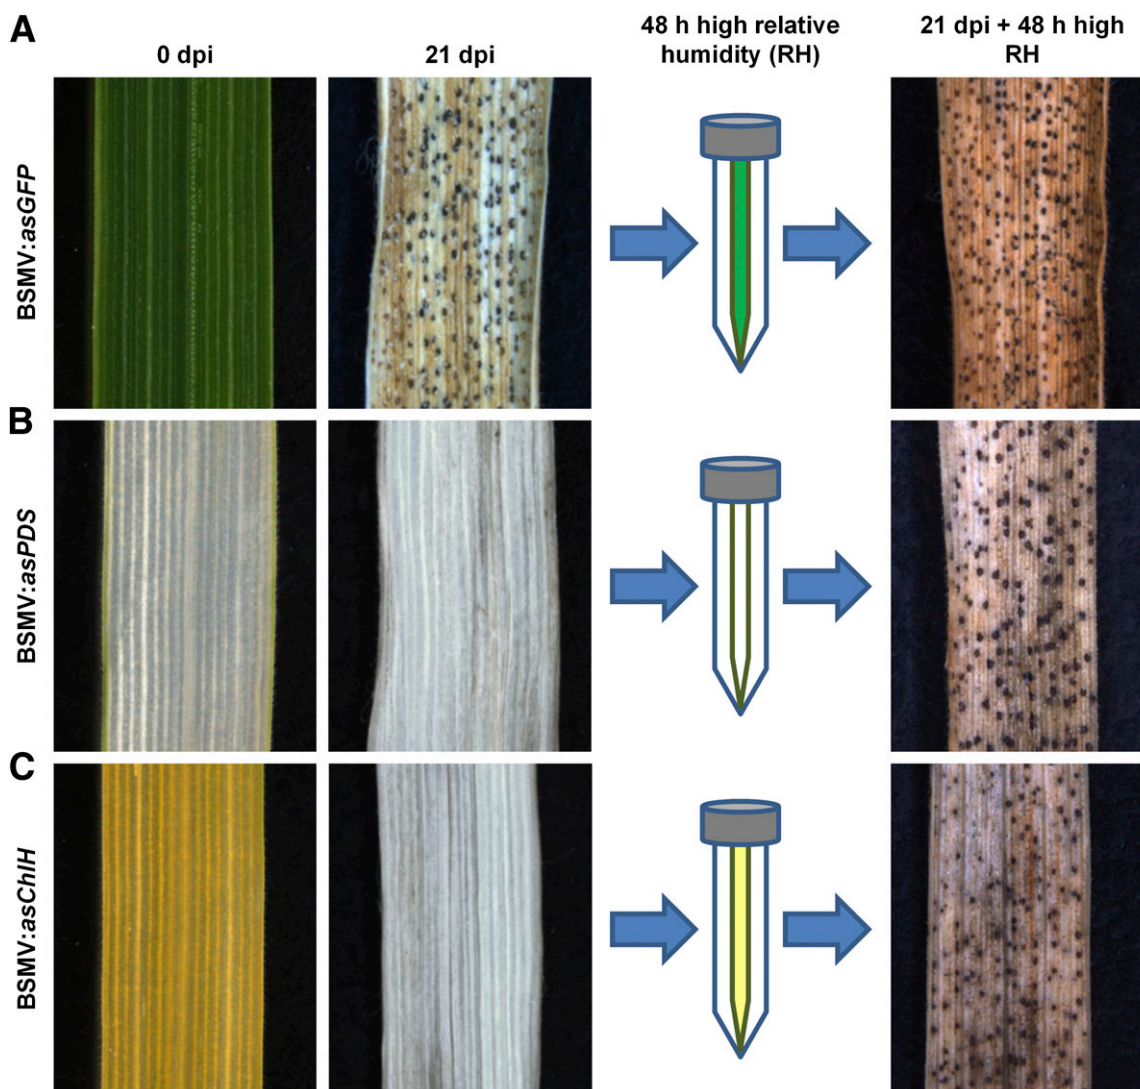 A
0 dpi
21 dpi
48 h high relative
humidity (RH)
21 dpi + 48 h high
RH
BSMV:asGFP
B
BSMV:asPDS
C
BSMV:asChlH